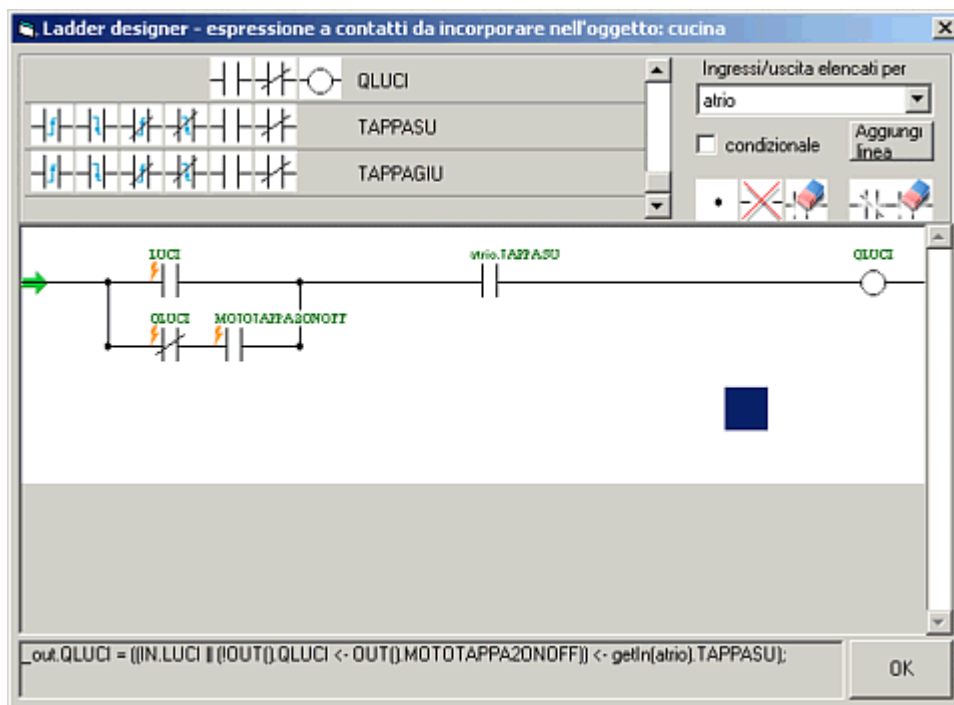 Ladder designer - espressione a contatti da incorporare nell'oggetto: cucina
QLUCI
TAPPASU
TAPPAGIU
Ingressi/uscita elencati per
atrio
condizionale
Aggiungi
linea
LUCI
atrio.TAPPASU
QLUCI
QLUCI MOTOTAPPA2ONOFF
_out.QLUCI = ((IN.LUCI || (!OUT().QLUCI <- OUT().MOTOTAPPA2ONOFF)) <- getIn(atrio).TAPPASU);
OK